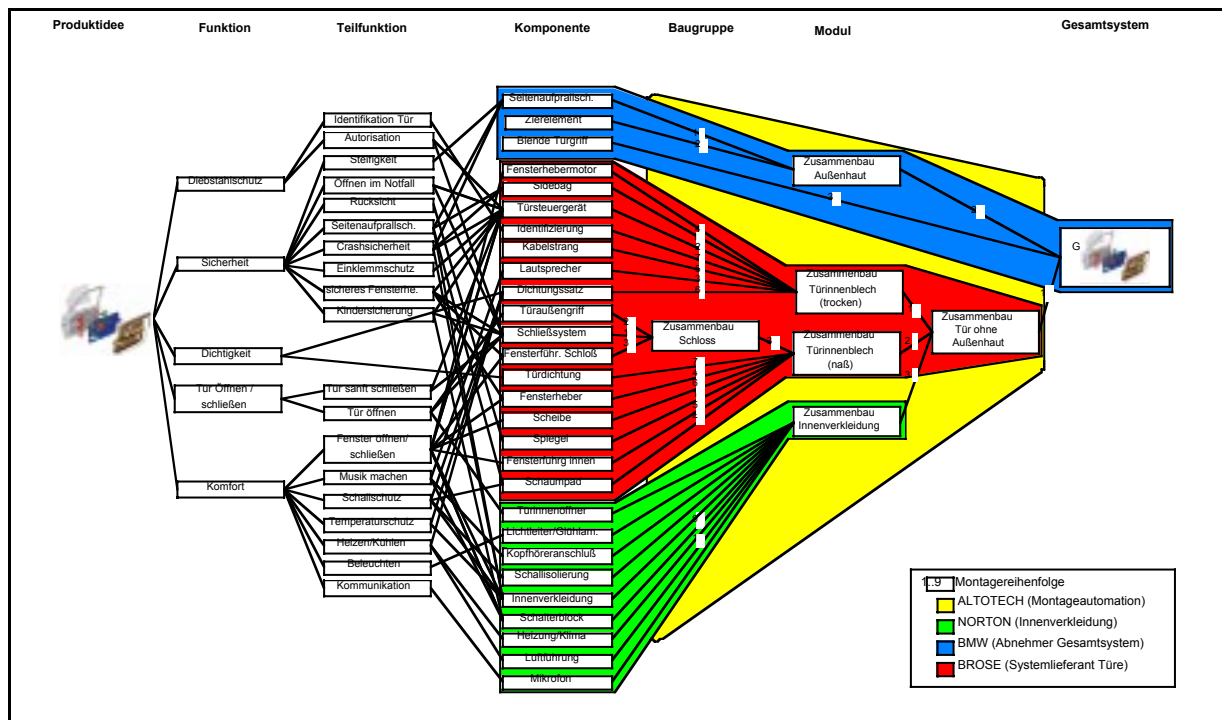 Produktidee
Funktion
Teilfunktion
Komponente
Baugruppe
Modul
Gesamtsystem
Diebstahlschutz
Sicherheit
Dichtigkeit
Tür Öffnen /
schließen
Komfort
Identifikation Tür
Autorisation
Steifigkeit
Öffnen im Notfall
Rücksicht
Seitenaufprallsch.
Crashsicherheit
Einklemmschutz
sicheres Fensterhe.
Kindersicherung
Tür sanft schließen
Tür öffnen
Fenster öffnen/
schließen
Musik machen
Schallschutz
Temperaturschutz
Heizen/Kühlen
Beleuchten
Kommunikation
Seitenaufprallsch.
Zierelement
Blende Türgriff
Fensterhebermotor
Sidebag
Türsteuergerät
Identifizierung
Kabelstrang
Lautsprecher
Dichtungssatz
Türaußengriff
Schließsystem
Fensterführ. Schloß
Türdichtung
Fensterheber
Scheibe
Spiegel
Fensterführg innen
Schaumpad
Türinnenöffner
Lichtleiter/Glühlam.
Kopfhöreranschluß
Schallisolierung
Innenverkleidung
Schalterblock
Heizung/Klima
Luftführung
Mikrofon
Zusammenbau
Schloss
Zusammenbau
Außenhaut
Zusammenbau
Türinnenblech
(trocken)
Zusammenbau
Türinnenblech
(naß)
Zusammenbau
Innenverkleidung
Zusammenbau
Tür ohne
Außenhaut
G
1..9 Montagereihenfolge
ALTOTECH (Montageautomation)
NORTON (Innenverkleidung)
BMW (Abnehmer Gesamtsystem)
BROSE (Systemlieferant Türe)